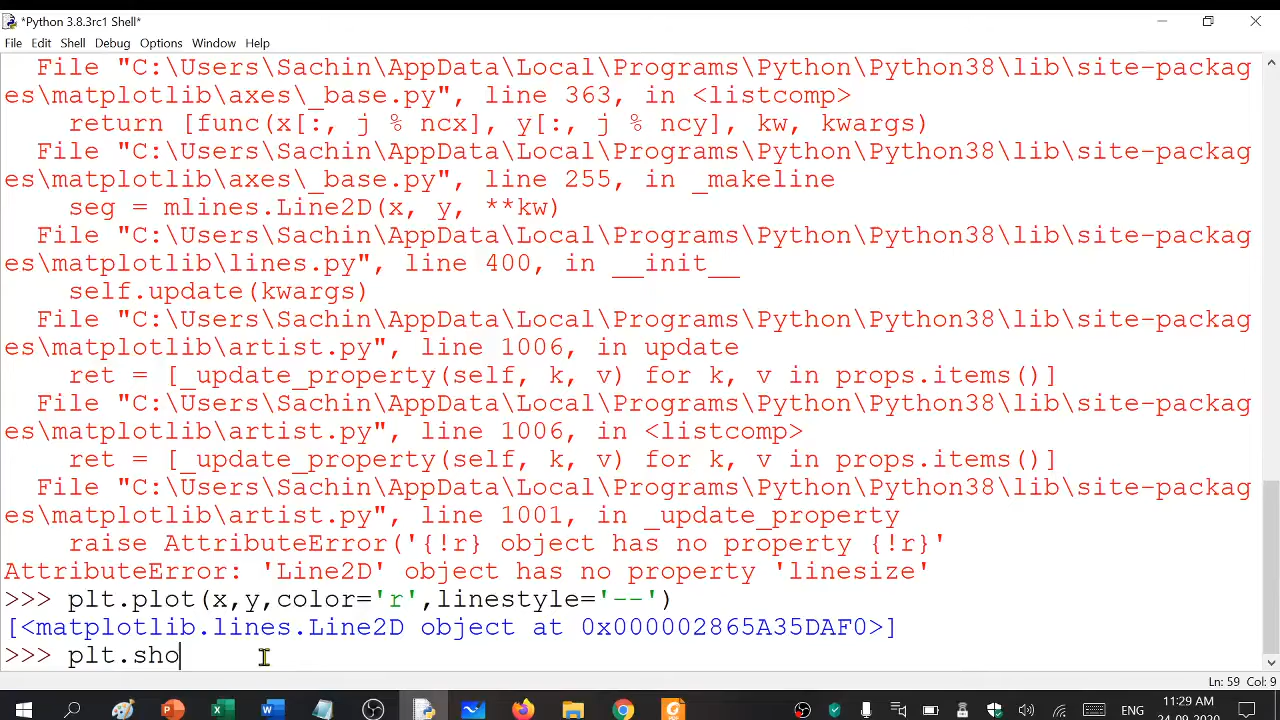 *Python 3.8.3rc1 Shell*
File Edit Shell Debug Options Window Help
File "C:\Users\Sachin\AppData\Local\Programs\Python\Python38\lib\site-packag
es\matplotlib\axes\_base.py", line 363, in <listcomp>
return [func(x[:, j % ncx], y[:, j % ncy], kw, kwargs)
File "C:\Users\Sachin\AppData\Local\Programs\Python\Python38\lib\site-packag
es\matplotlib\axes\_base.py", line 255, in _makeline
seg = mlines.Line2D(x, y, **kw)
File "C:\Users\Sachin\AppData\Local\Programs\Python\Python38\lib\site-packag
es\matplotlib\lines.py", line 400, in __init__
self.update(kwargs)
File "C:\Users\Sachin\AppData\Local\Programs\Python\Python38\lib\site-packag
es\matplotlib\artist.py", line 1006, in update
ret = [_update_property(self, k, v) for k, v in props.items()]
File "C:\Users\Sachin\AppData\Local\Programs\Python\Python38\lib\site-packag
es\matplotlib\artist.py", line 1006, in <listcomp>
ret = [_update_property(self, k, v) for k, v in props.items()]
File "C:\Users\Sachin\AppData\Local\Programs\Python\Python38\lib\site-packag
es\matplotlib\artist.py", line 1001, in _update_property
raise AttributeError('{!r} object has no property {!r}'
AttributeError: 'Line2D' object has no property 'linesize'
>>> plt.plot(x,y,color='r',linestyle='--')
[<matplotlib.lines.Line2D object at 0x000002865A35DAF0>]
>>> plt.sho
Ln: 59 Col: 9
ENG
11:29 AM